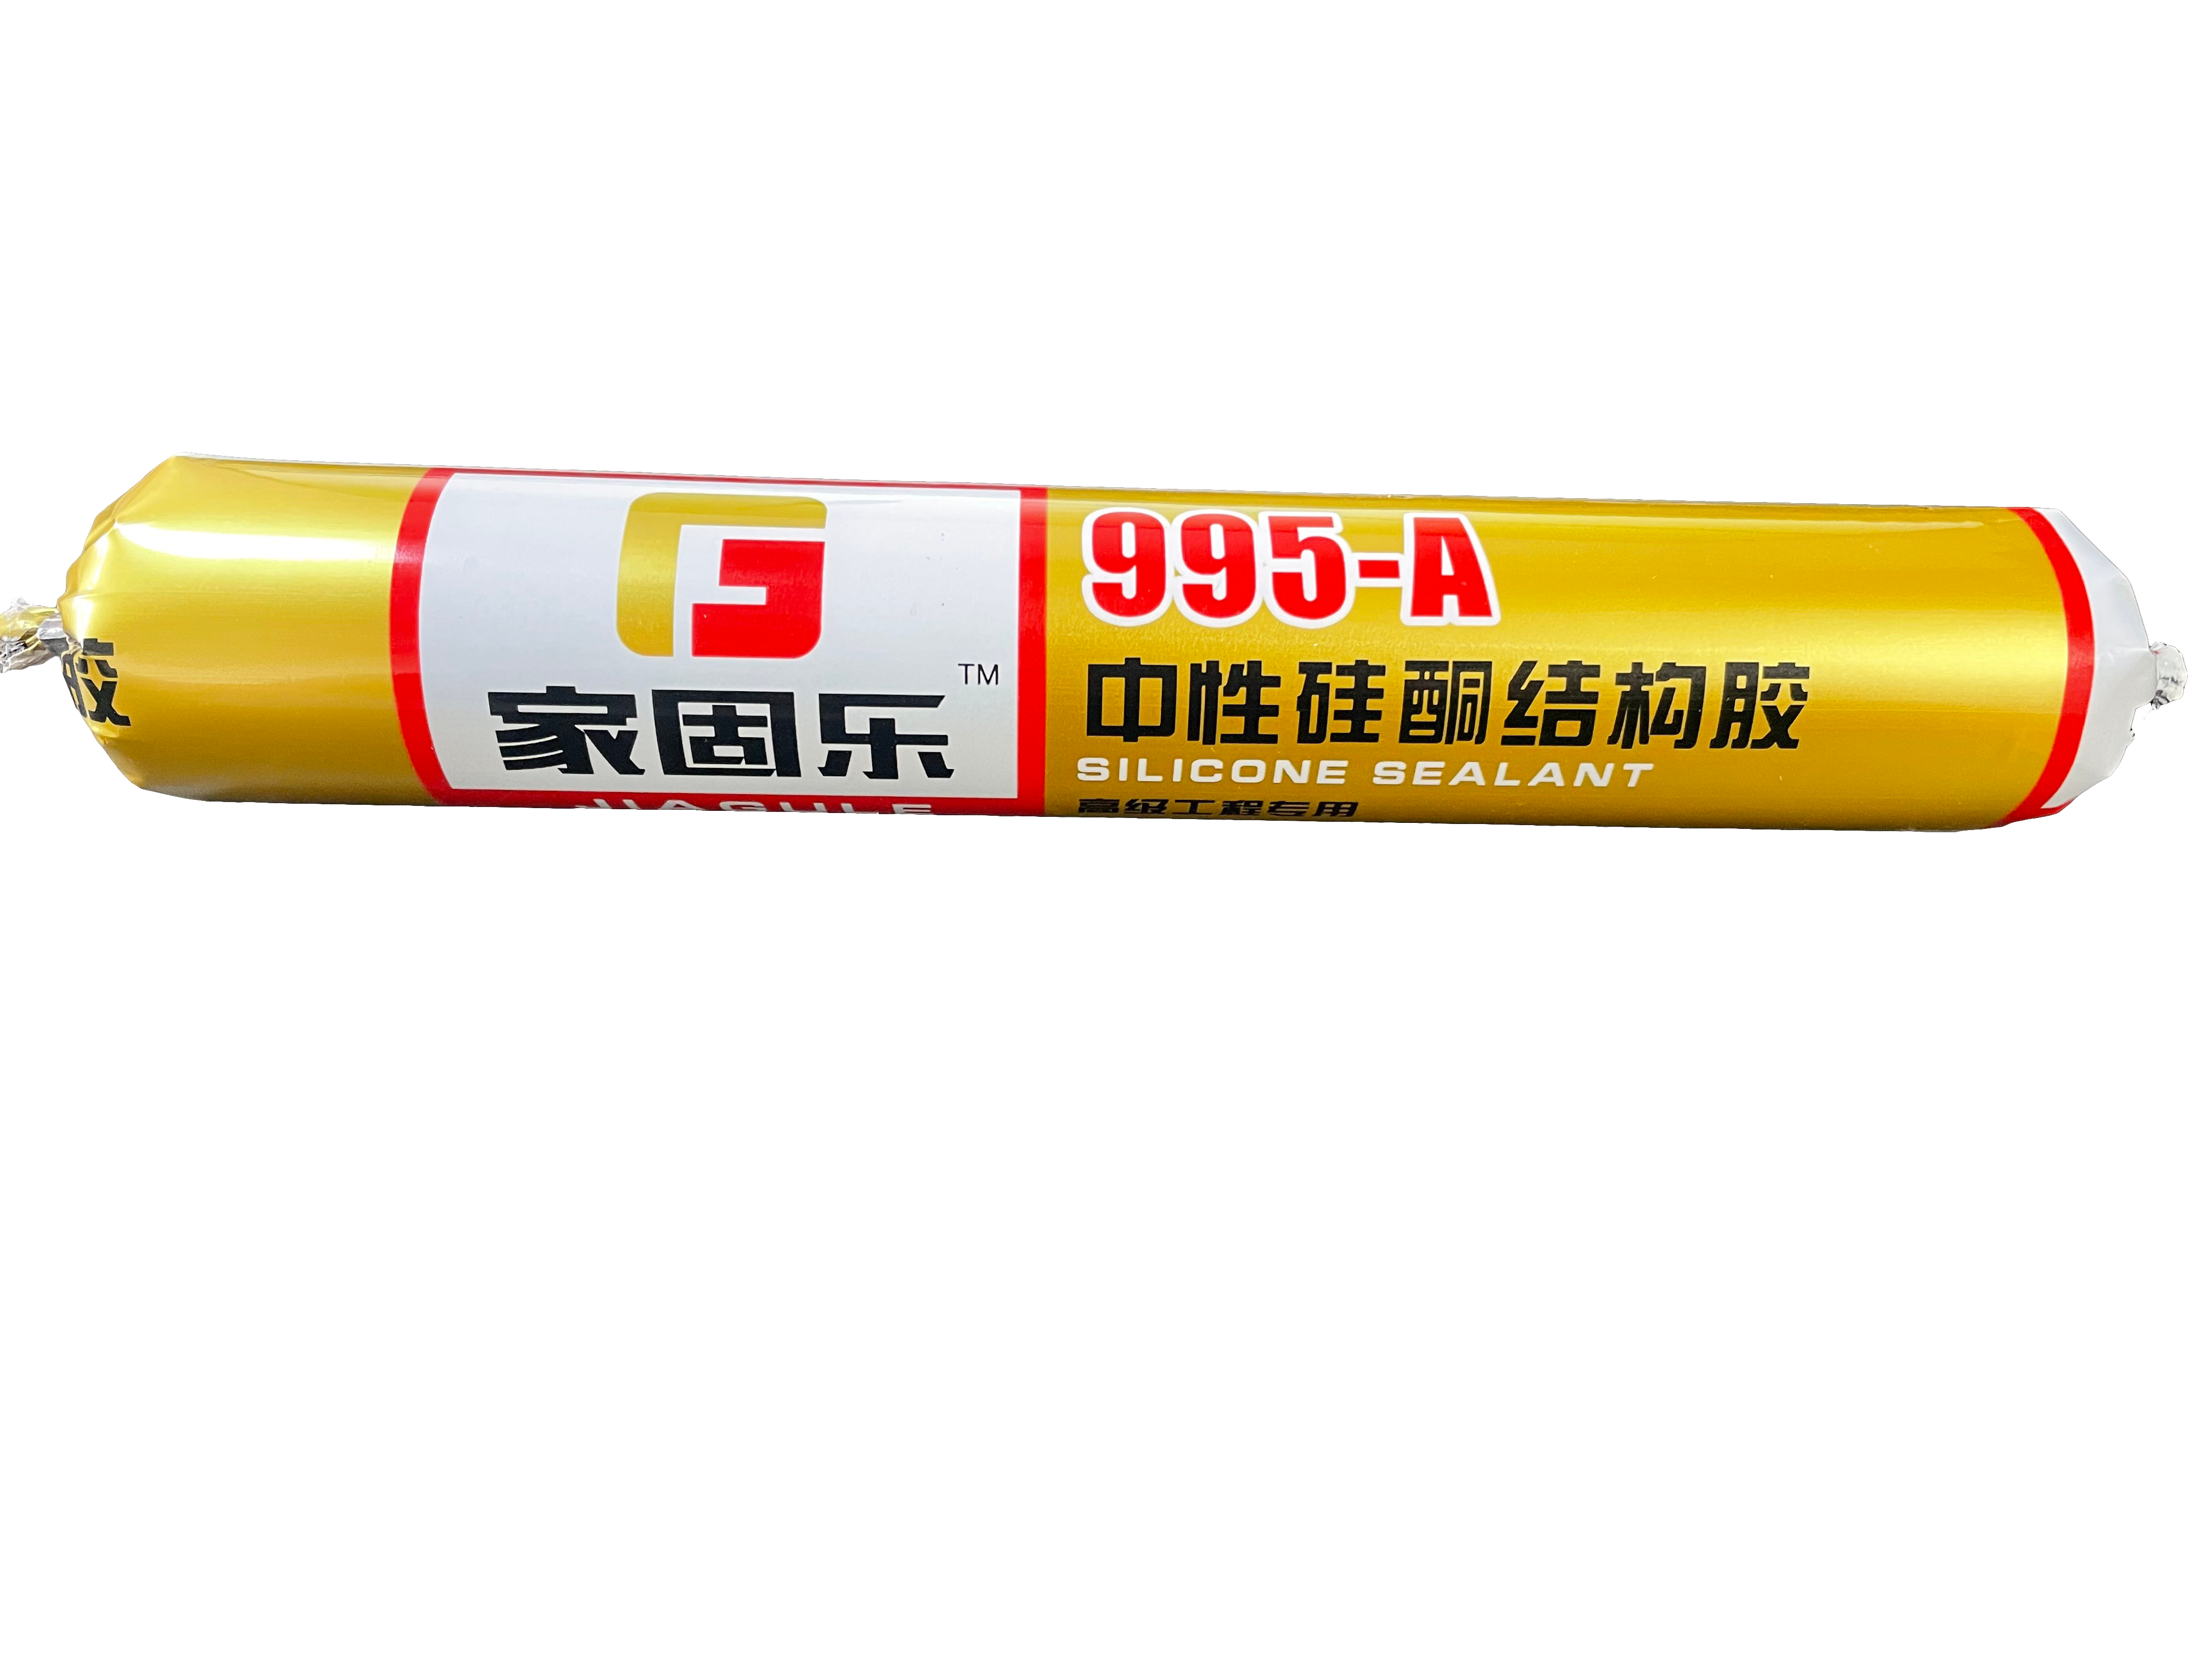 胶
家固乐
TM
JIAGULE
995-A
中性硅酮结构胶
SILICONE SEALANT
高级工程专用